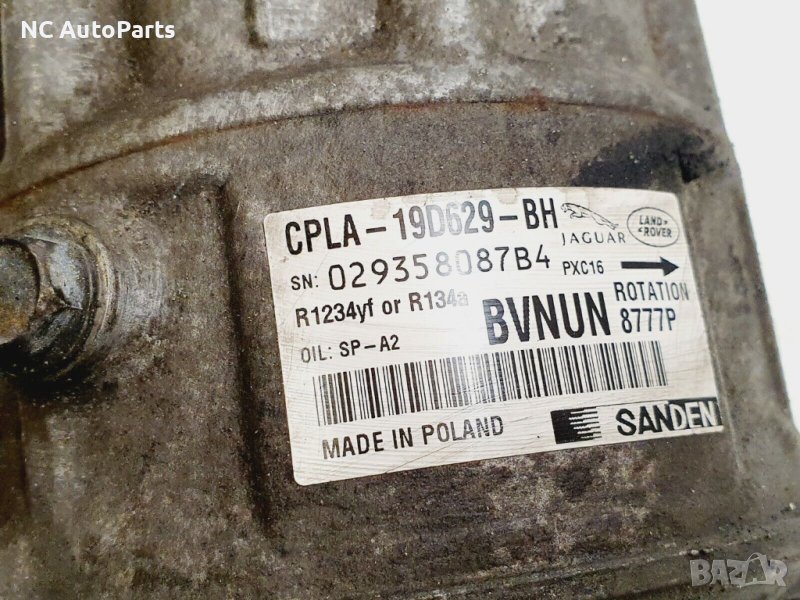 NC AutoParts
CPLA-19D629-BH
JAGUAR
LAND ROVER
SN: 029358087B4 PXC16
R1234yf or R134a
BVNUN
ROTATION
8777P
OIL: SP-A2
MADE IN POLAND
SANDEN
BAZAR